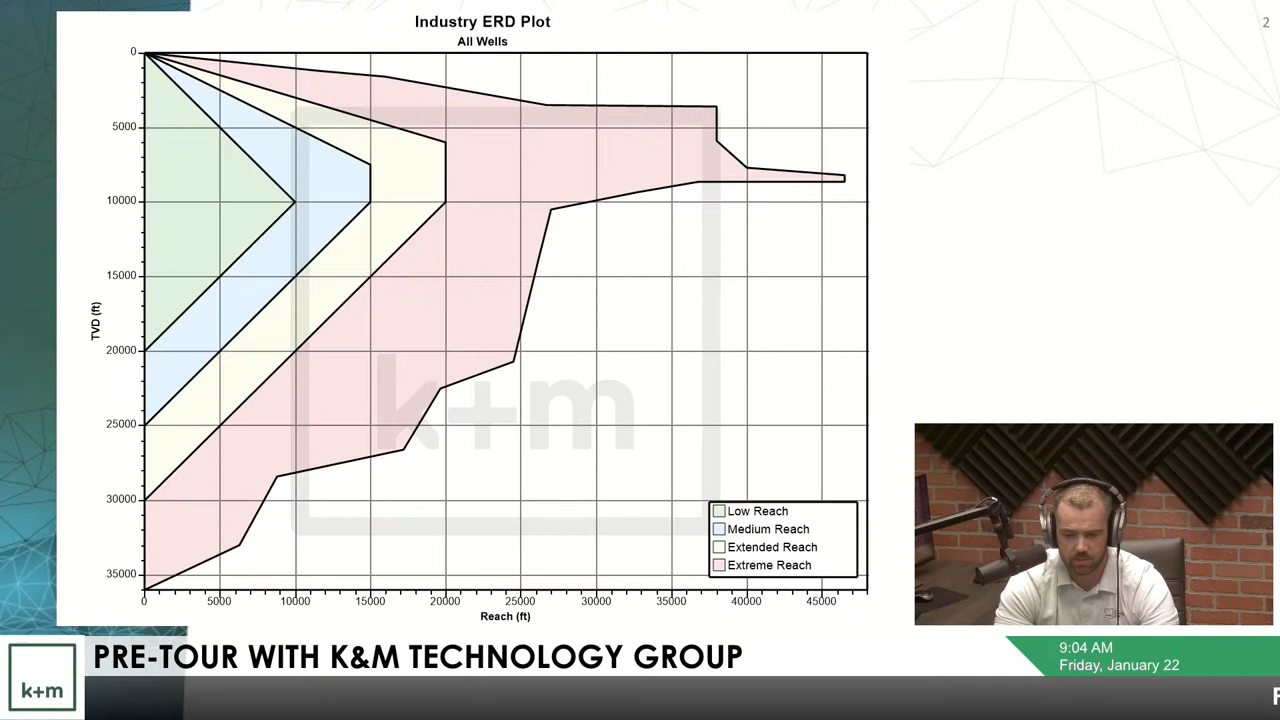 Industry ERD Plot
All Wells
2
0
5000
10000
15000
20000
25000
30000
35000
TVD (ft)
k+m
Low Reach
Medium Reach
Extended Reach
Extreme Reach
0 5000 10000 15000 20000 25000 30000 35000 40000 45000
Reach (ft)
k+m
PRE-TOUR WITH K&M TECHNOLOGY GROUP
9:04 AM
Friday, January 22